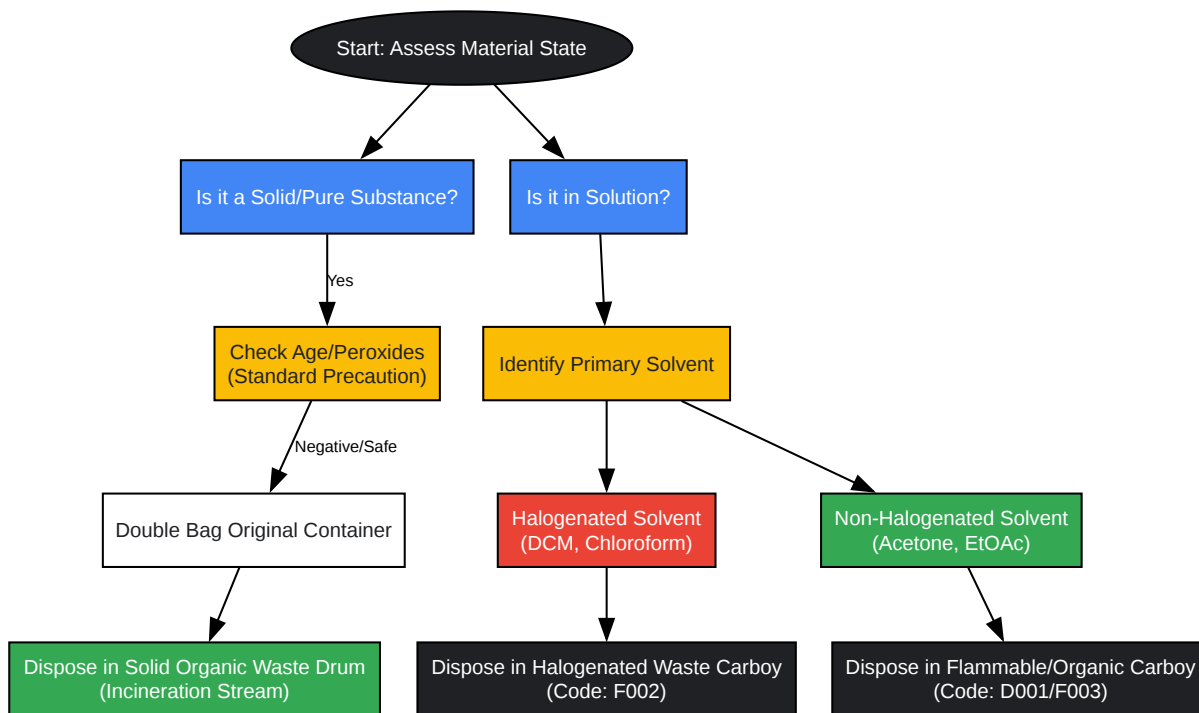 Start: Assess Material State
Is it a Solid/Pure Substance?
Is it in Solution?
Yes
Check Age/Peroxides
(Standard Precaution)
Identify Primary Solvent
Negative/Safe
Double Bag Original Container
Halogenated Solvent
(DCM, Chloroform)
Non-Halogenated Solvent
(Acetone, EtOAc)
Dispose in Solid Organic Waste Drum
(Incineration Stream)
Dispose in Halogenated Waste Carboy
(Code: F002)
Dispose in Flammable/Organic Carboy
(Code: D001/F003)